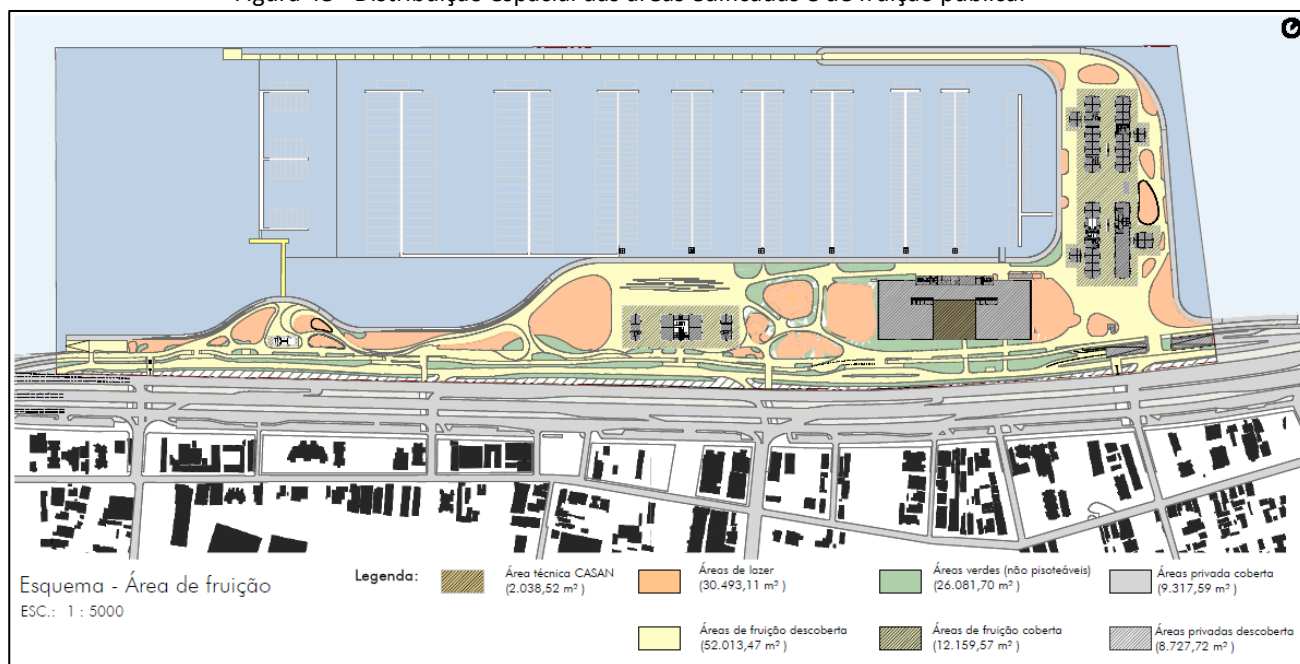 Esquema - Área de fruição
ESC.: 1 : 5000
Legenda:
Área técnica CASAN
(2.038,52 m²)
Áreas de lazer
(30.493,11 m²)
Áreas verdes (não pisoteáveis)
(26.081,70 m²)
Áreas privada coberta
(9.317,59 m²)
Áreas de fruição descoberta
(52.013,47 m²)
Áreas de fruição coberta
(12.159,57 m²)
Áreas privadas descoberta
(8.727,72 m²)